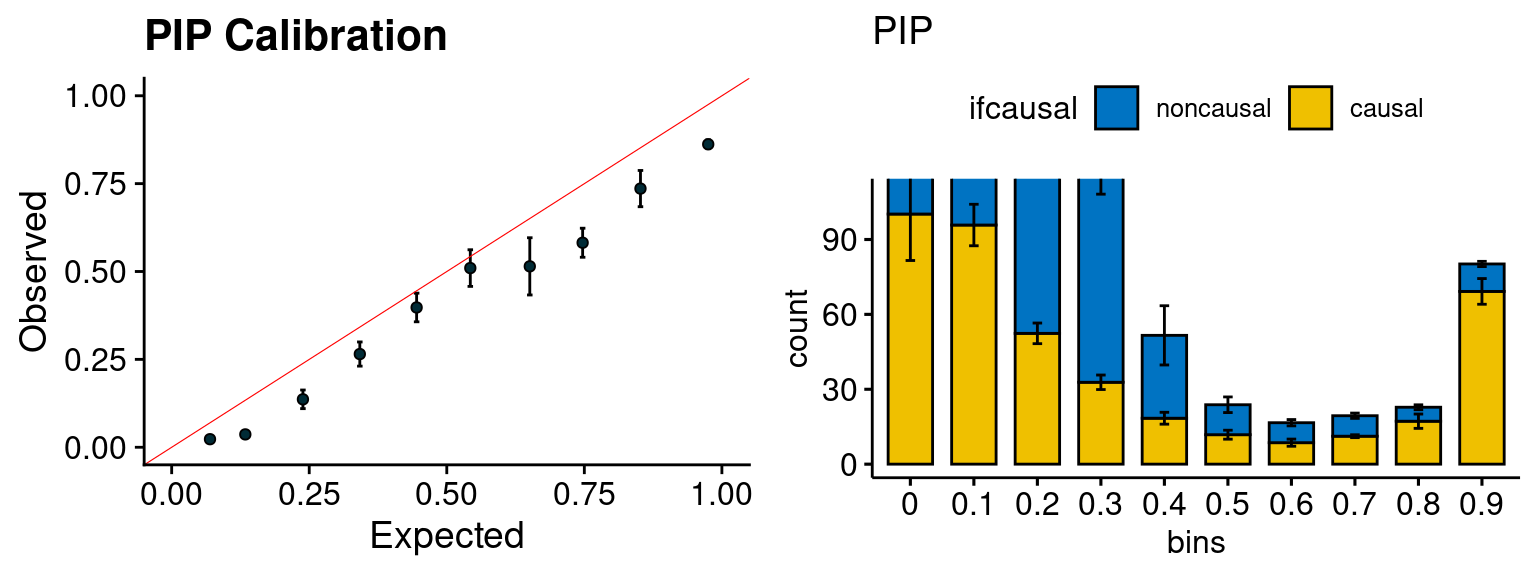 PIP Calibration
1.00
0.75
0.50
0.25
0.00
Observed
0.00 0.25 0.50 0.75 1.00
Expected
PIP
ifcausal noncausal causal
90
60
30
0
count
0 0.1 0.2 0.3 0.4 0.5 0.6 0.7 0.8 0.9
bins